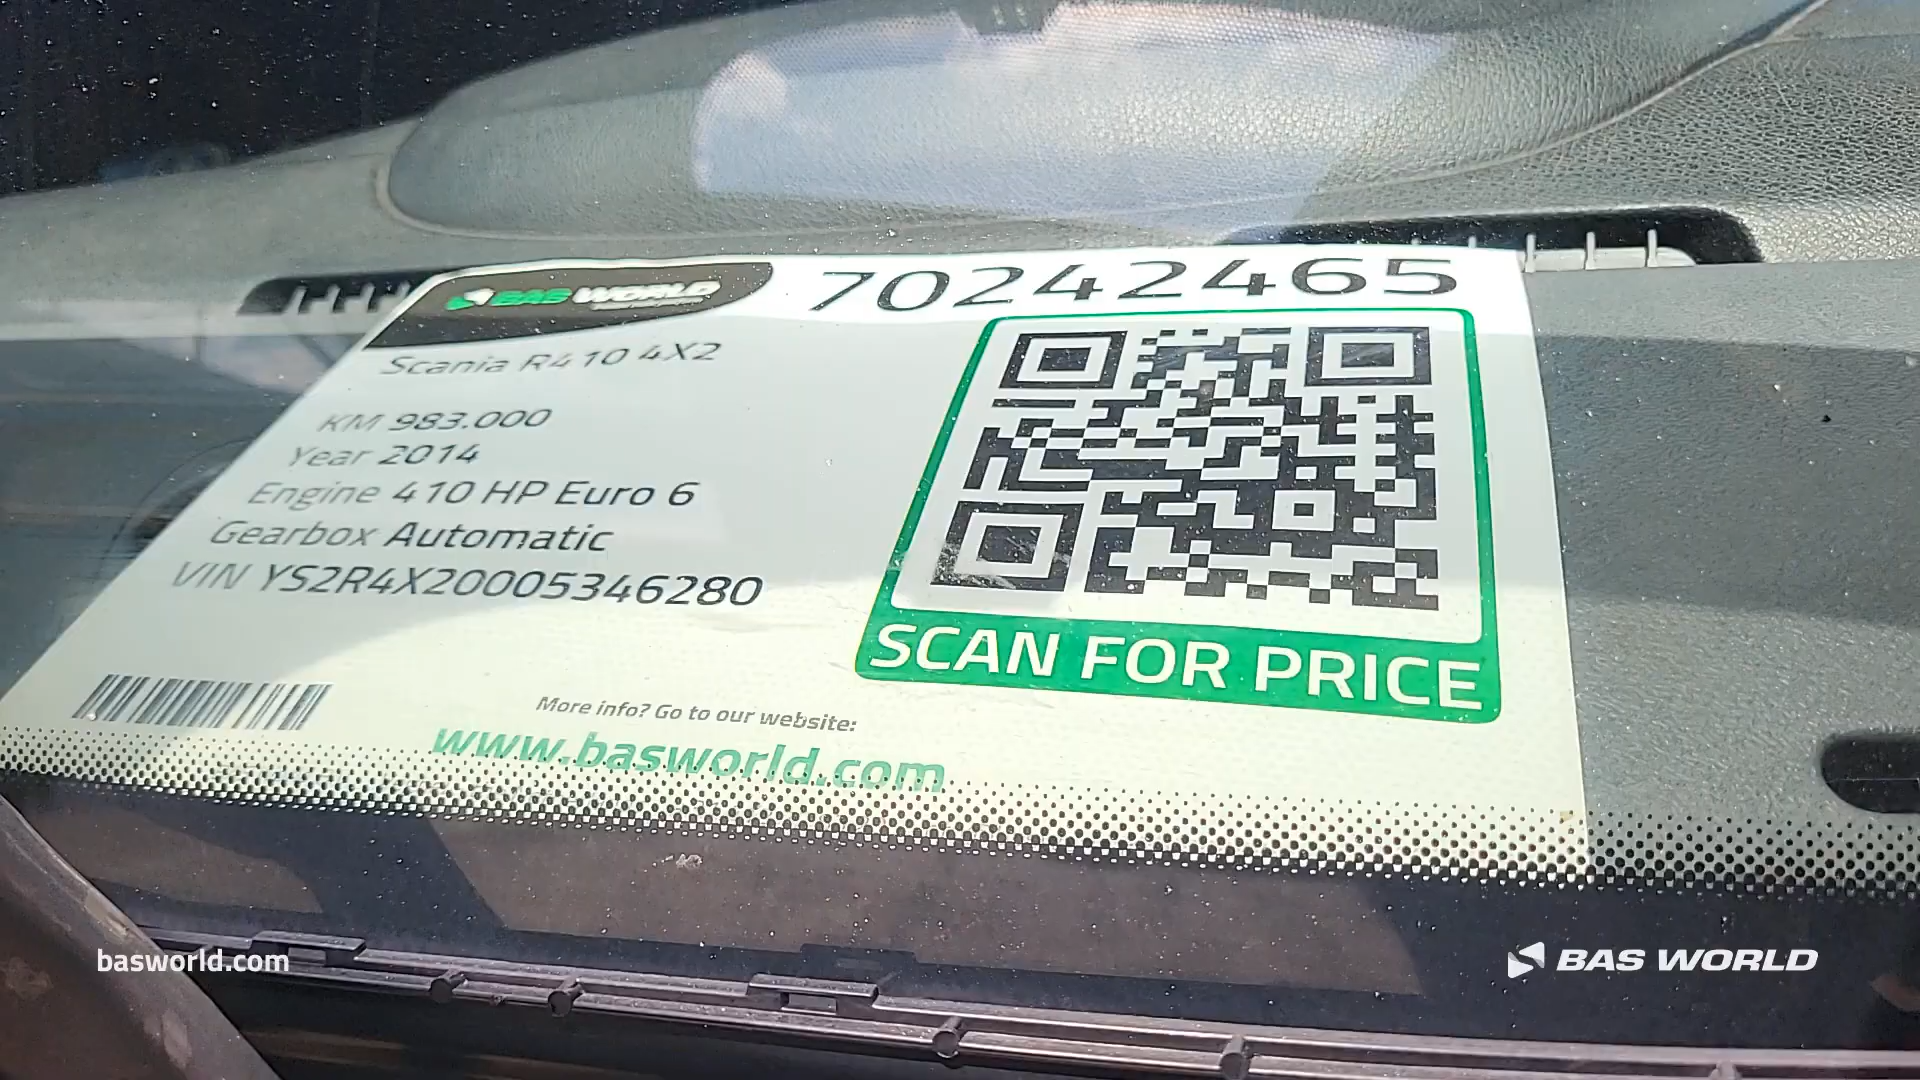 BAS WORLD
70242465
Scania R410 4X2
KM 983.000
Year 2014
Engine 410 HP Euro 6
Gearbox Automatic
VIN YS2R4X20005346280
SCAN FOR PRICE
More info? Go to our website:
www.basworld.com
basworld.com
BAS WORLD